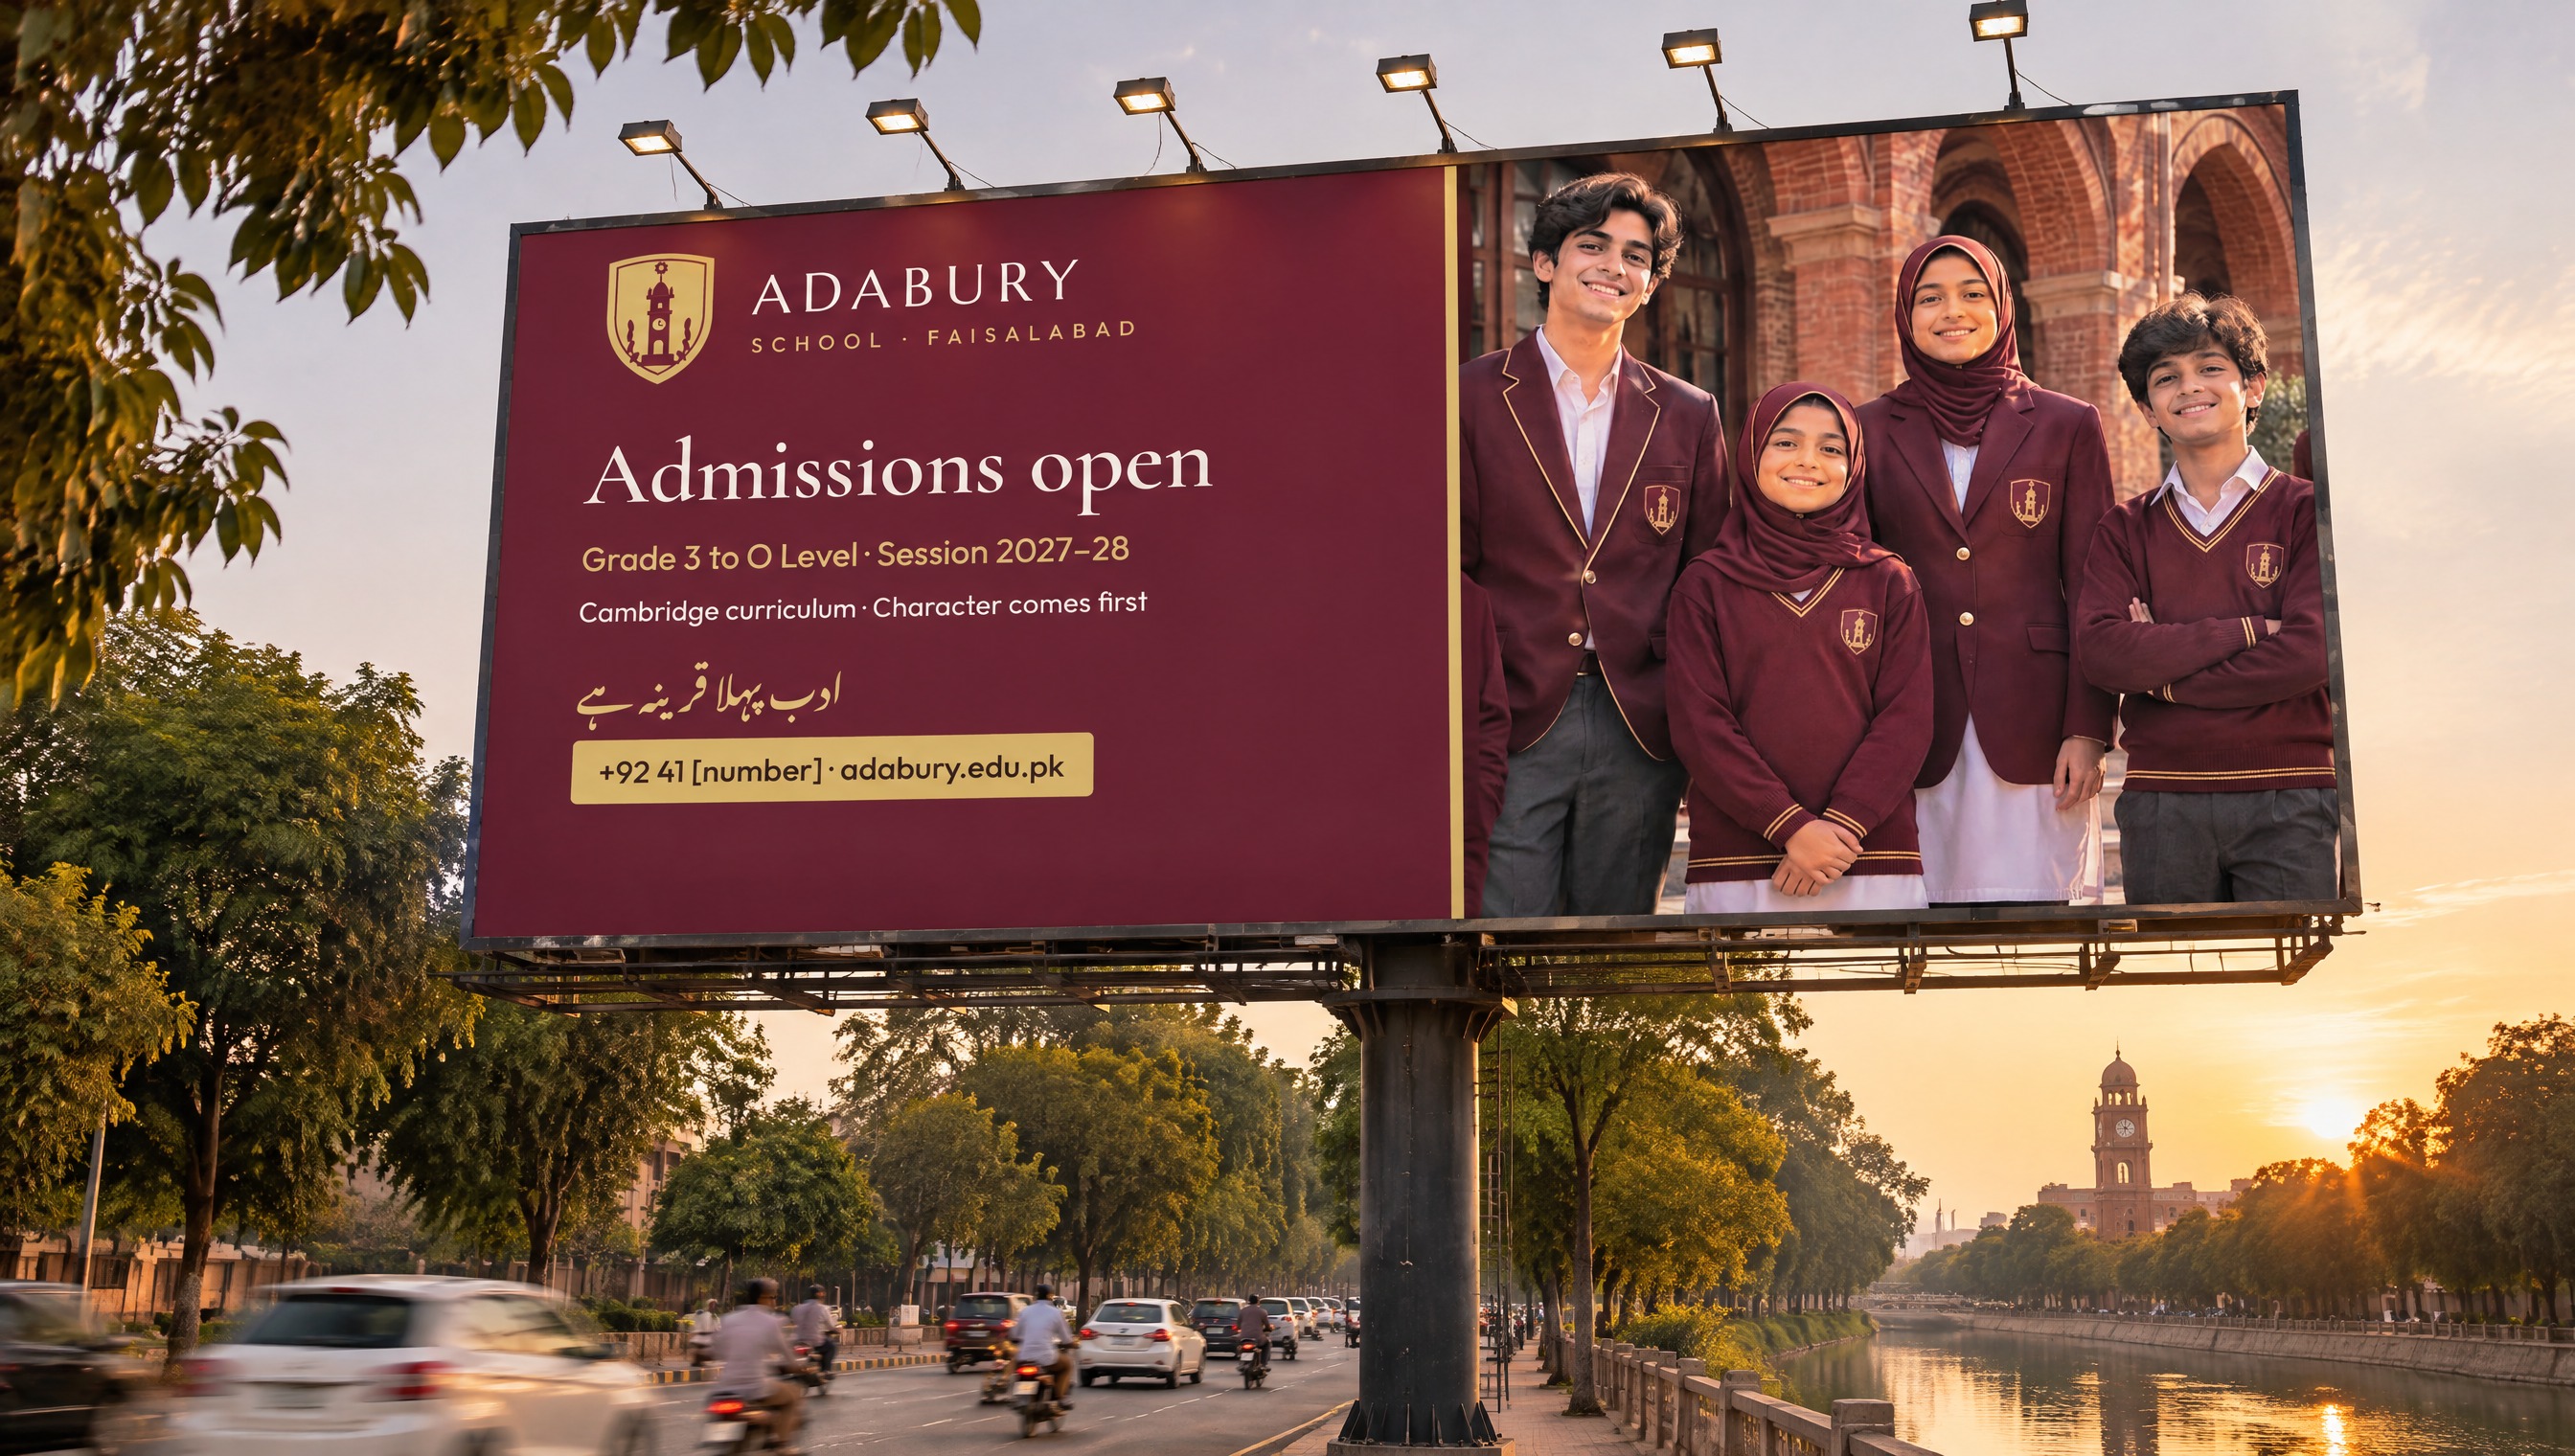 ADABURY
SCHOOL · FAISALABAD
Admissions open
Grade 3 to O Level · Session 2027–28
Cambridge curriculum · Character comes first
ادب پہلا قرینہ ہے
+92 41 [number] · adabury.edu.pk